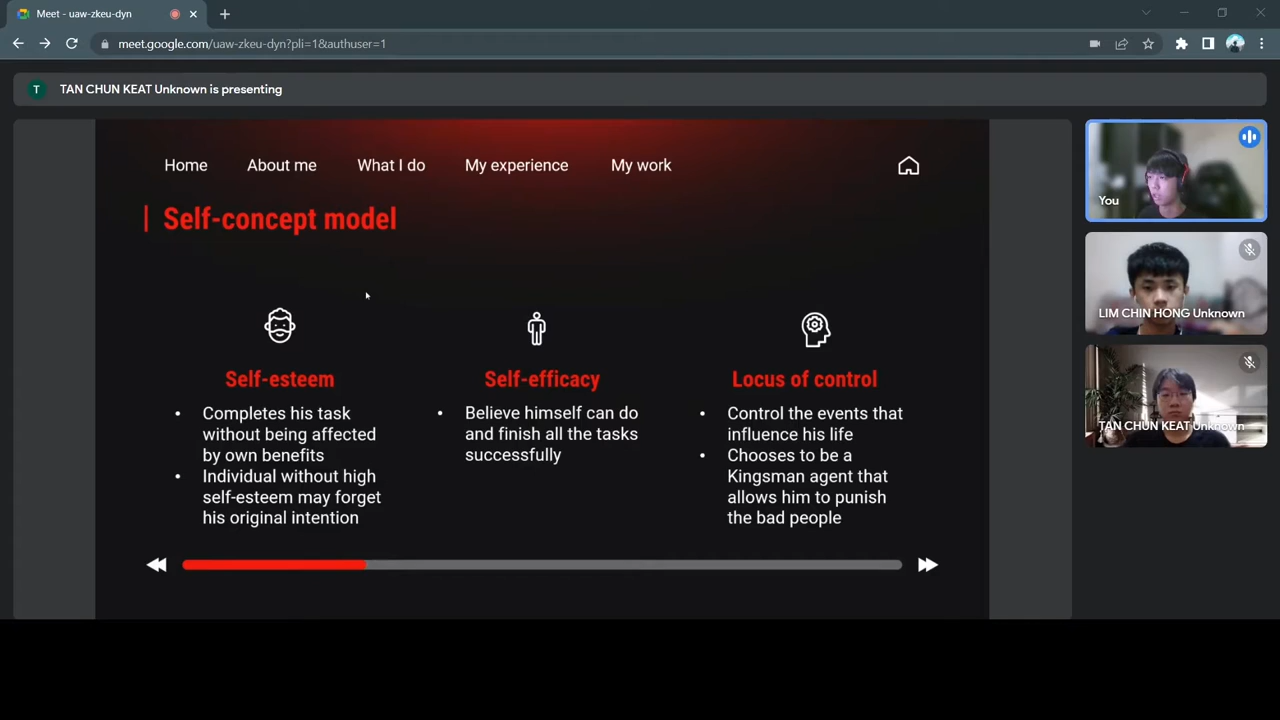 Meet - uaw-zkeu-dyn
meet.google.com/uaw-zkeu-dyn?pli=1&authuser=1
T
TAN CHUN KEAT Unknown is presenting
Home About me What I do My experience My work
Self-concept model
Self-esteem
Completes his task
without being affected
by own benefits
Individual without high
self-esteem may forget
his original intention
Self-efficacy
Believe himself can do
and finish all the tasks
successfully
Locus of control
Control the events that
influence his life
Chooses to be a
Kingsman agent that
allows him to punish
the bad people
You
LIM CHIN HONG Unknown
TAN CHUN KEAT Unknown